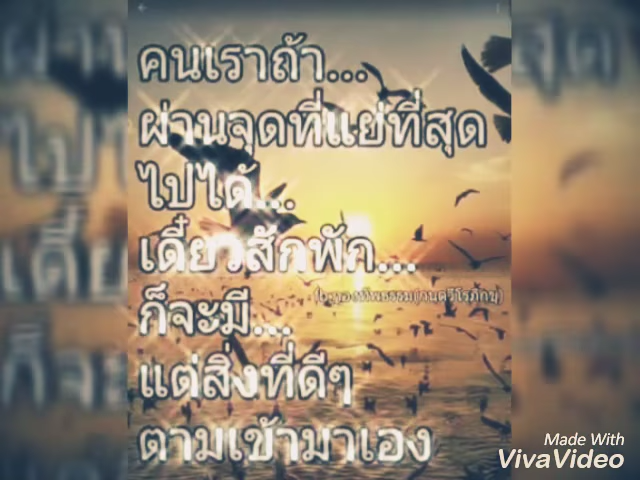 คนเราถ้า...
ผ่านจุดที่แย่ที่สุด
ไปได้...
เดี๋ยวสักพัก...
ก็จะมี...
แต่สิ่งที่ดีๆ
ตามเข้ามาเอง
Made With
VivaVideo